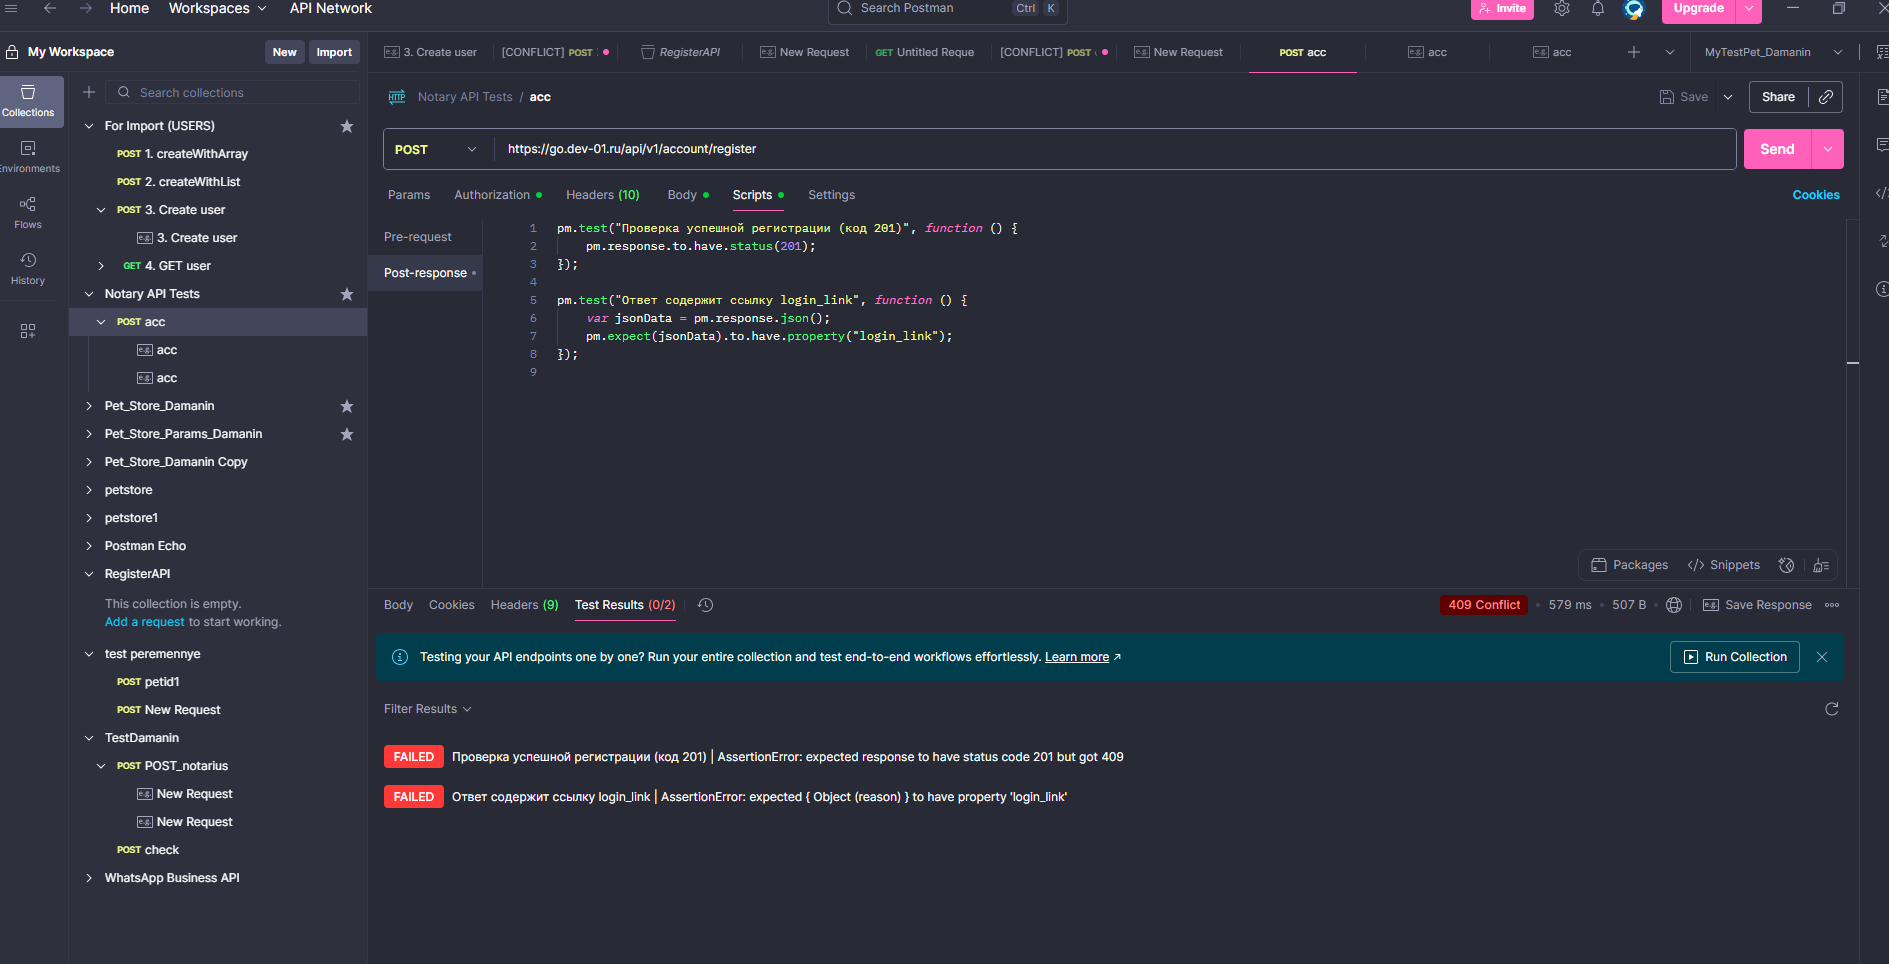 Home Workspaces API Network Search Postman Ctrl K Invite Upgrade
My Workspace New Import
3. Create user [CONFLICT] POST RegisterAPI New Request GET Untitled Reque [CONFLICT] POST New Request POST acc acc acc MyTestPet_Damanin
Collections
Environments
Flows
History
Search collections
For Import (USERS)
POST 1. createWithArray
POST 2. createWithList
POST 3. Create user
e.g. 3. Create user
GET 4. GET user
Notary API Tests
POST acc
e.g. acc
e.g. acc
Pet_Store_Damanin
Pet_Store_Params_Damanin
Pet_Store_Damanin Copy
petstore
petstore1
Postman Echo
RegisterAPI
This collection is empty.
Add a request to start working.
test peremennye
POST petid1
POST New Request
TestDamanin
POST POST_notarius
e.g. New Request
e.g. New Request
POST check
WhatsApp Business API
HTTP Notary API Tests / acc Save Share
POST https://go.dev-01.ru/api/v1/account/register Send
Params Authorization Headers (10) Body Scripts Settings Cookies
Pre-request
Post-response
1 pm.test("Проверка успешной регистрации (код 201)", function () {
2 pm.response.to.have.status(201);
3 });
4
5 pm.test("Ответ содержит ссылку login_link", function () {
6 var jsonData = pm.response.json();
7 pm.expect(jsonData).to.have.property("login_link");
8 });
9
Packages </> Snippets
Body Cookies Headers (9) Test Results (0/2) 409 Conflict • 579 ms • 507 B • e.g. Save Response
Testing your API endpoints one by one? Run your entire collection and test end-to-end workflows effortlessly. Learn more ↗ Run Collection
Filter Results
FAILED Проверка успешной регистрации (код 201) | AssertionError: expected response to have status code 201 but got 409
FAILED Ответ содержит ссылку login_link | AssertionError: expected { Object (reason) } to have property 'login_link'